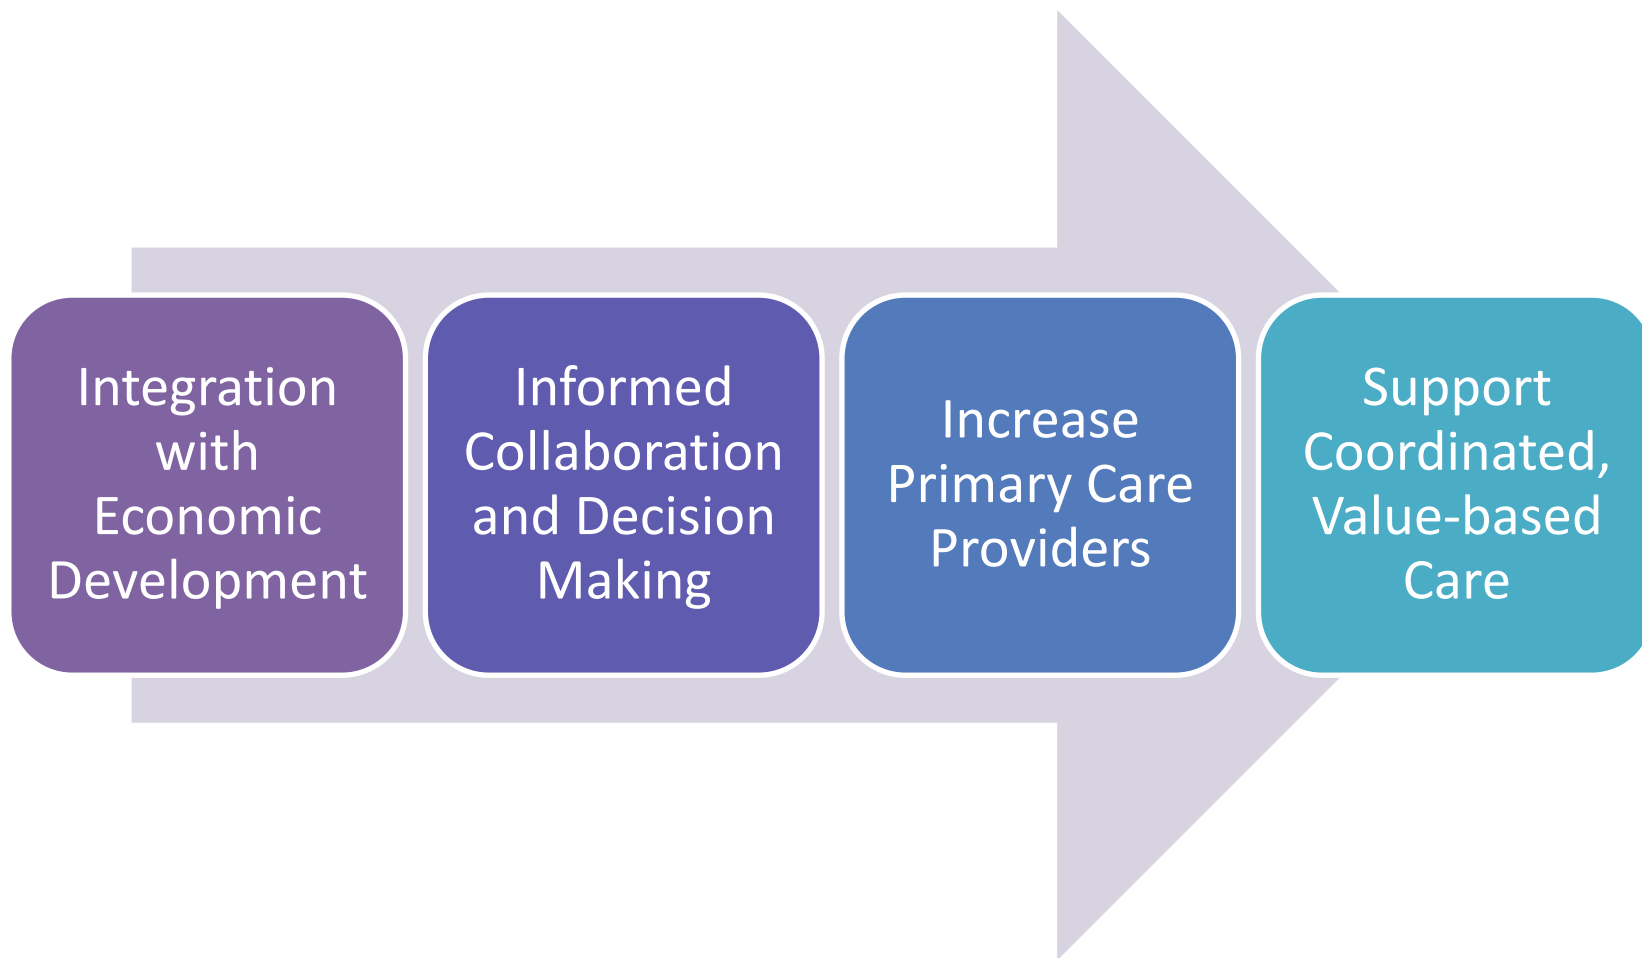 Integration
with
Economic
Development
Informed
Collaboration
and Decision
Making
Increase
Primary Care
Providers
Support
Coordinated,
Value-based
Care